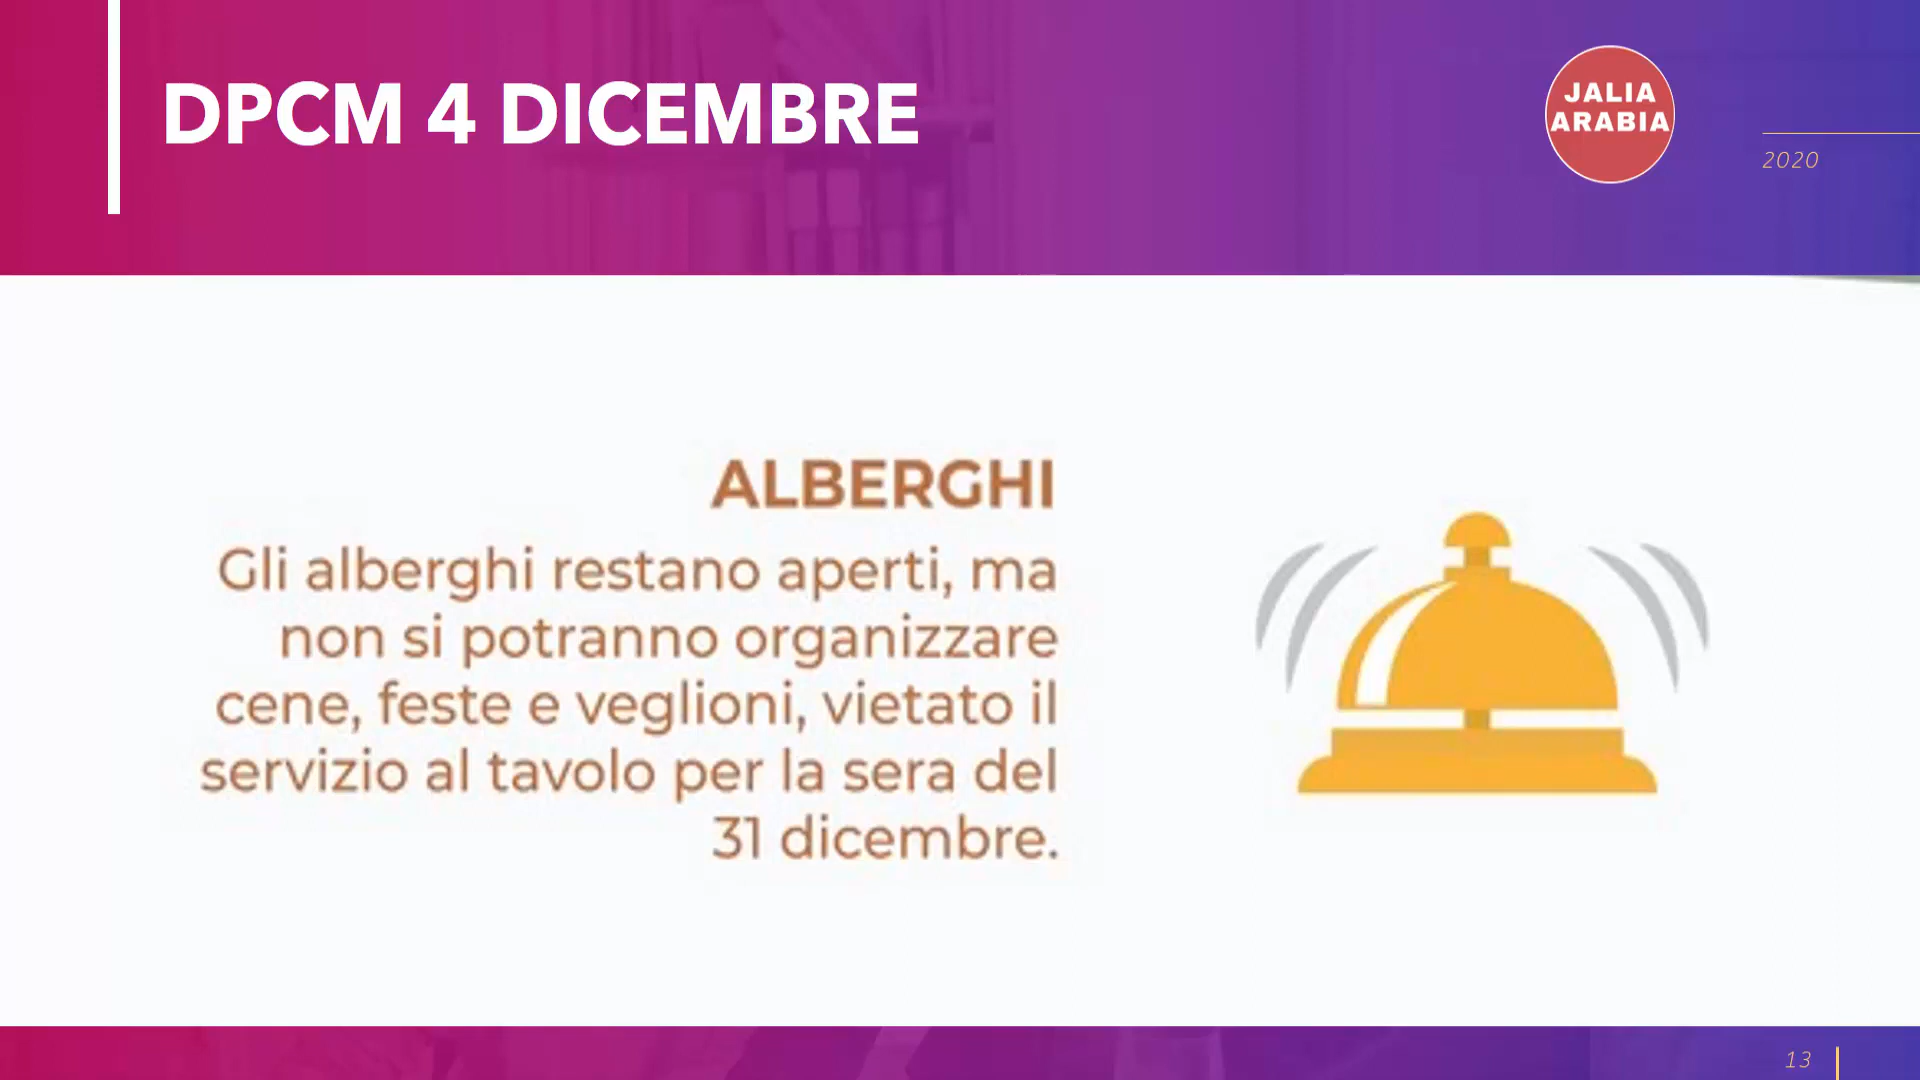 DPCM 4 DICEMBRE
JALIA
ARABIA
2020
ALBERGHI
Gli alberghi restano aperti, ma
non si potranno organizzare
cene, feste e veglioni, vietato il
servizio al tavolo per la sera del
31 dicembre.
13